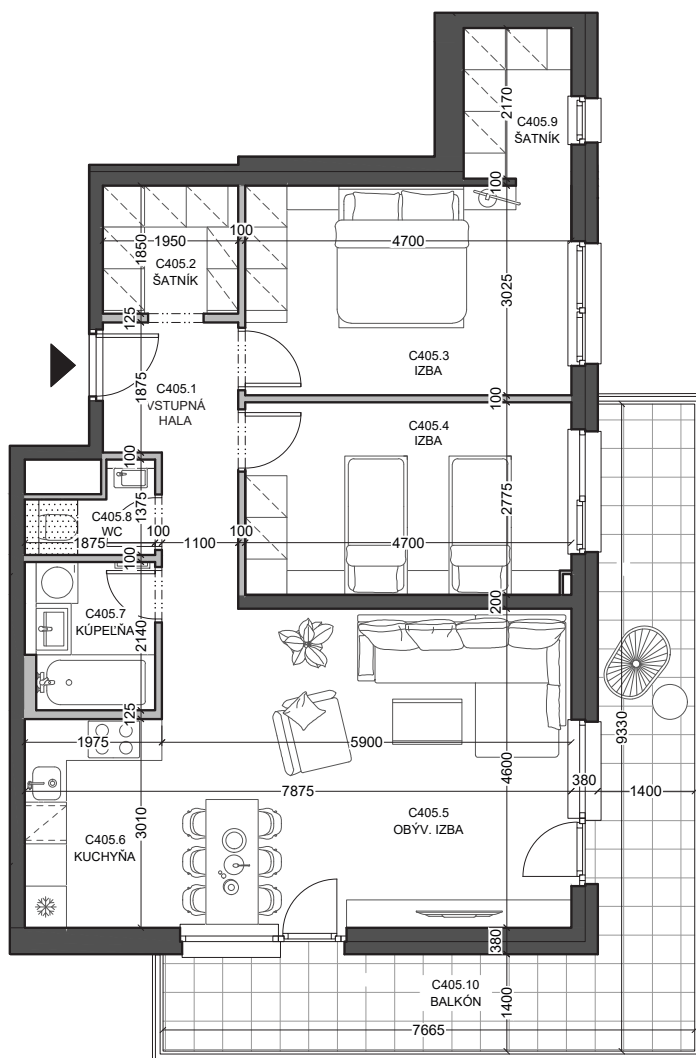 2170
C405.9
ŠATNÍK
100
1950
100
4700
1850
C405.2
ŠATNÍK
3025
125
C405.3
IZBA
1875
C405.1
VSTUPNÁ
HALA
100
C405.4
IZBA
100
2775
1375
C405.8
WC
1875
100
1100
100
4700
100
200
C405.7
KÚPEĽŇA
2140
125
1975
5900
4600
9330
380
7875
1400
3010
C405.6
KUCHYŇA
C405.5
OBÝV. IZBA
380
C405.10
BALKÓN
1400
7665